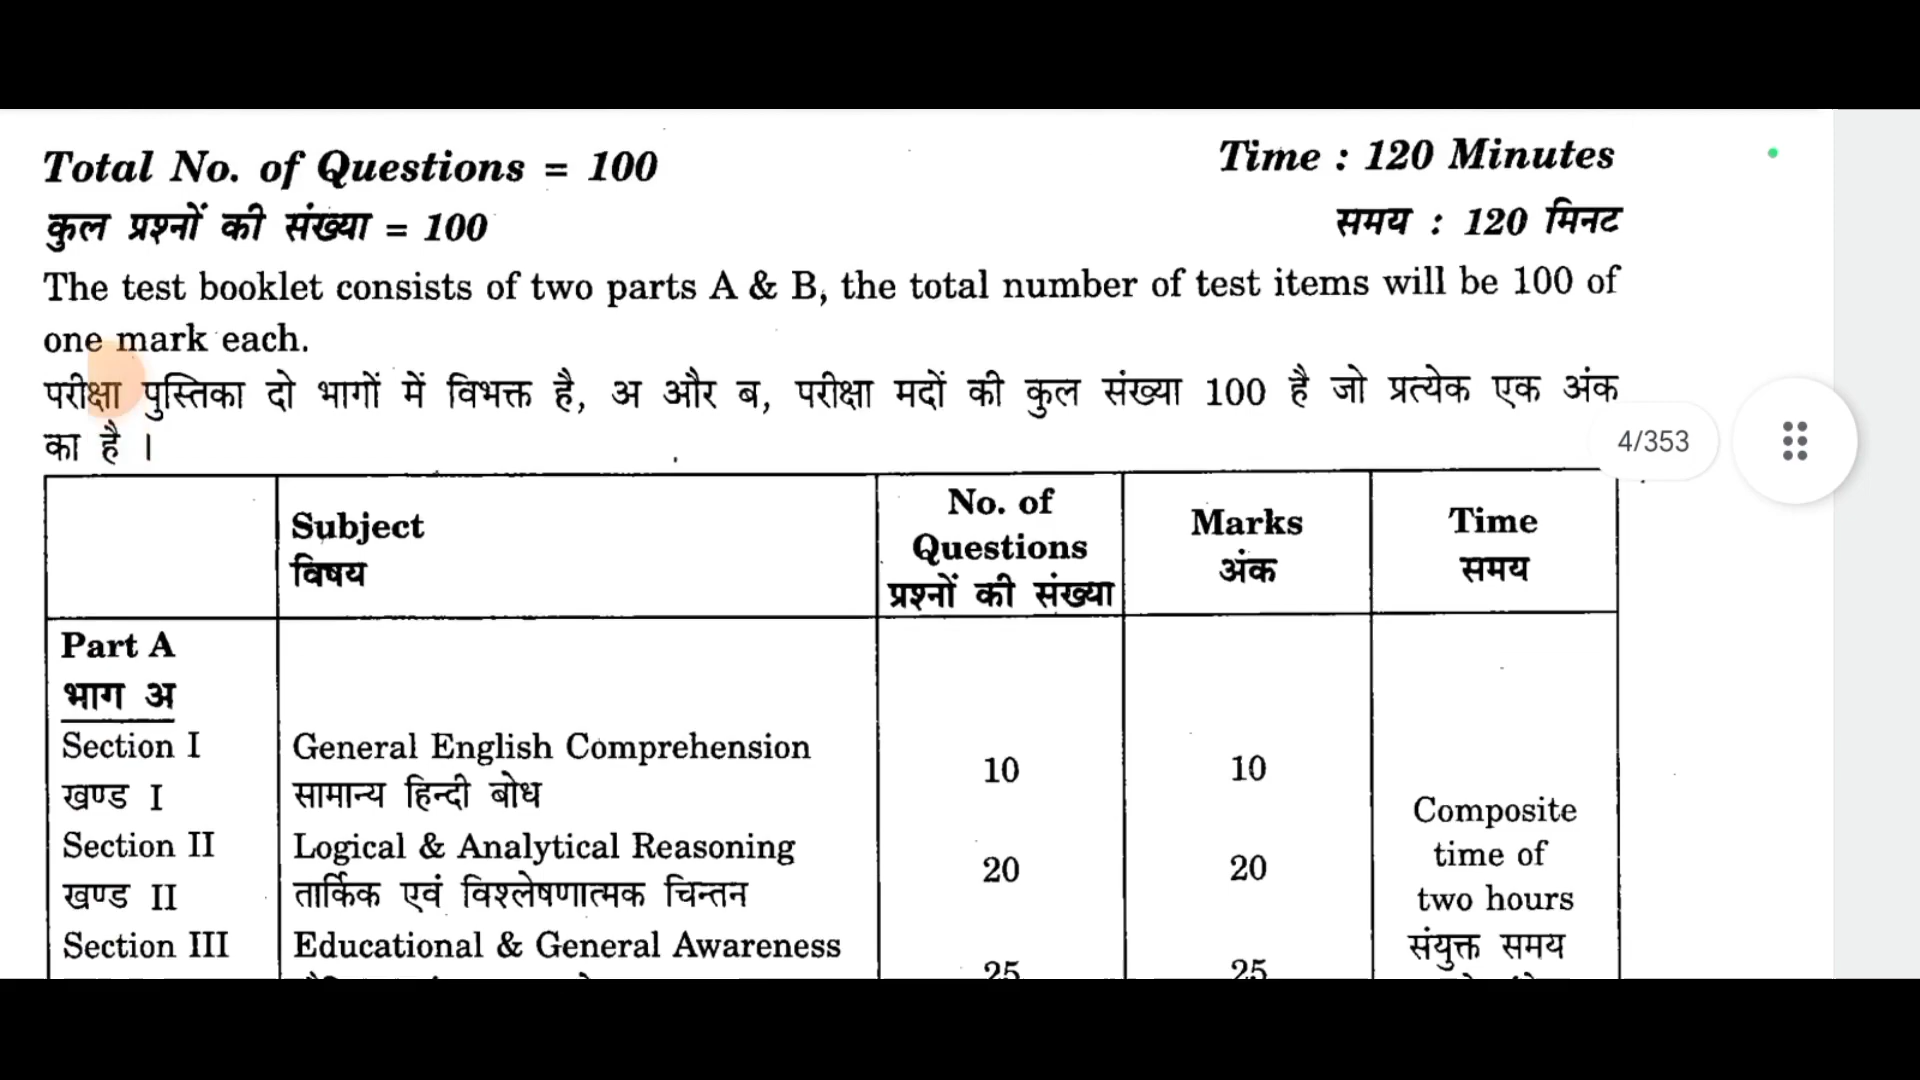 Total No. of Questions = 100
Time : 120 Minutes
कुल प्रश्नों की संख्या = 100
समय : 120 मिनट
The test booklet consists of two parts A & B, the total number of test items will be 100 of
one mark each.
परीक्षा पुस्तिका दो भागों में विभक्त है, अ और ब, परीक्षा मदों की कुल संख्या 100 है जो प्रत्येक एक अंक
का है ।
4/353
Subject
विषय
No. of
Questions
प्रश्नों की संख्या
Marks
अंक
Time
समय
Part A
भाग अ
Section I
General English Comprehension
खण्ड I
सामान्य हिन्दी बोध
10
10
Section II
Logical & Analytical Reasoning
खण्ड II
तार्किक एवं विश्लेषणात्मक चिन्तन
20
20
Section III
Educational & General Awareness
25
25
Composite
time of
two hours
संयुक्त समय